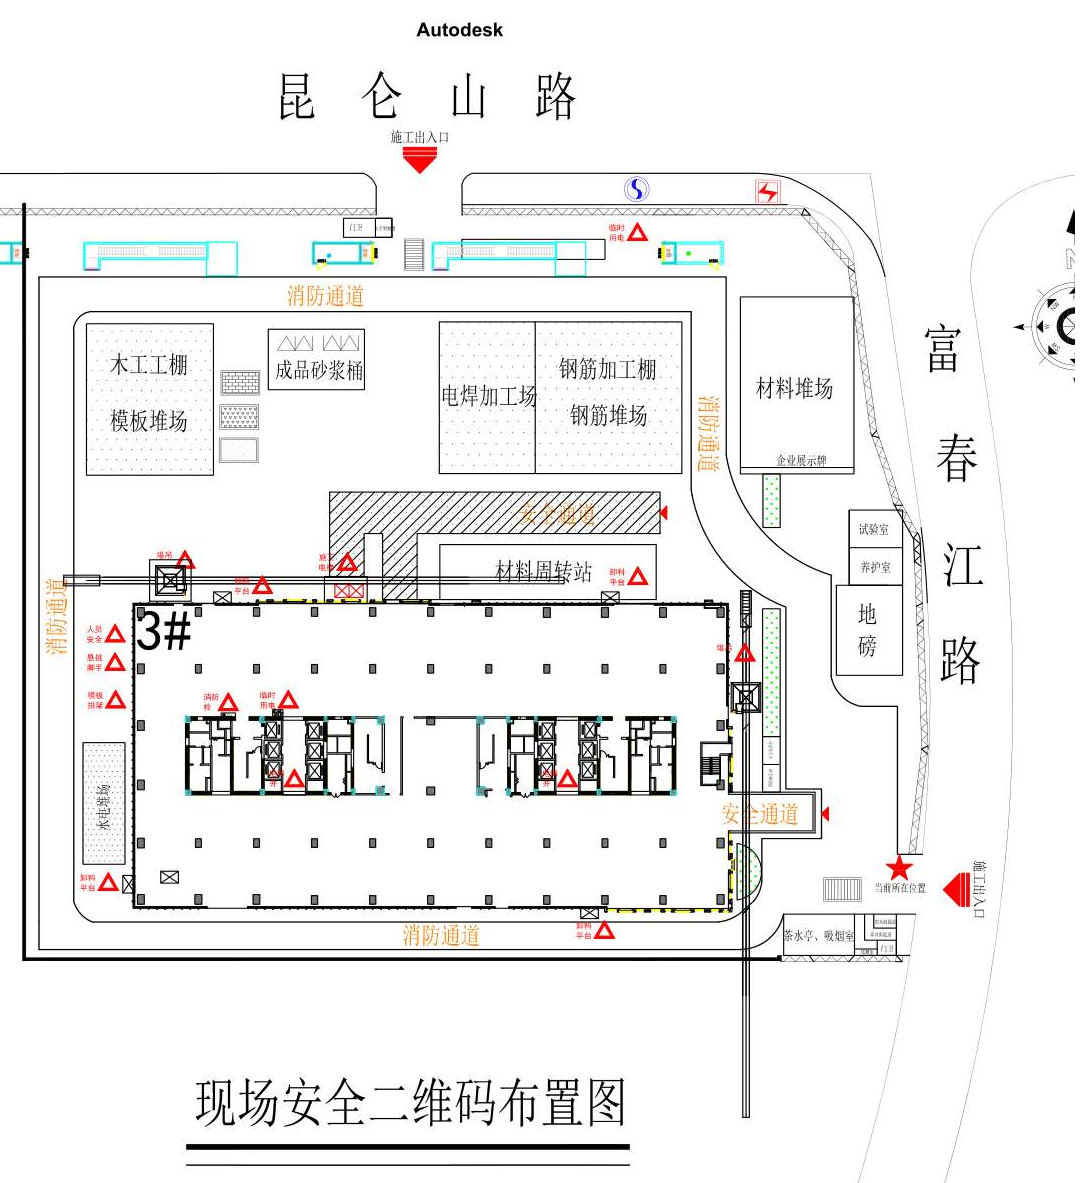 Autodesk
昆仑山路
施工出入口
门卫
临时
用电
消防通道
木工工棚
模板堆场
成品砂浆桶
电焊加工场
钢筋加工棚
钢筋堆场
消防通道
材料堆场
企业展示牌
富春江路
安全通道
试验室
养护室
地磅
塔吊
施工
电梯
卸料
平台
材料周转站
卸料
平台
消防通道
3#
人员
安全
悬挑
脚手
模板
排架
消防
栓
临时
用电
塔吊
水电堆场
安全通道
卸料
平台
当前所在位置
施工出入口
消防通道
卸料
平台
茶水亭、吸烟室
门卫
现场安全二维码布置图